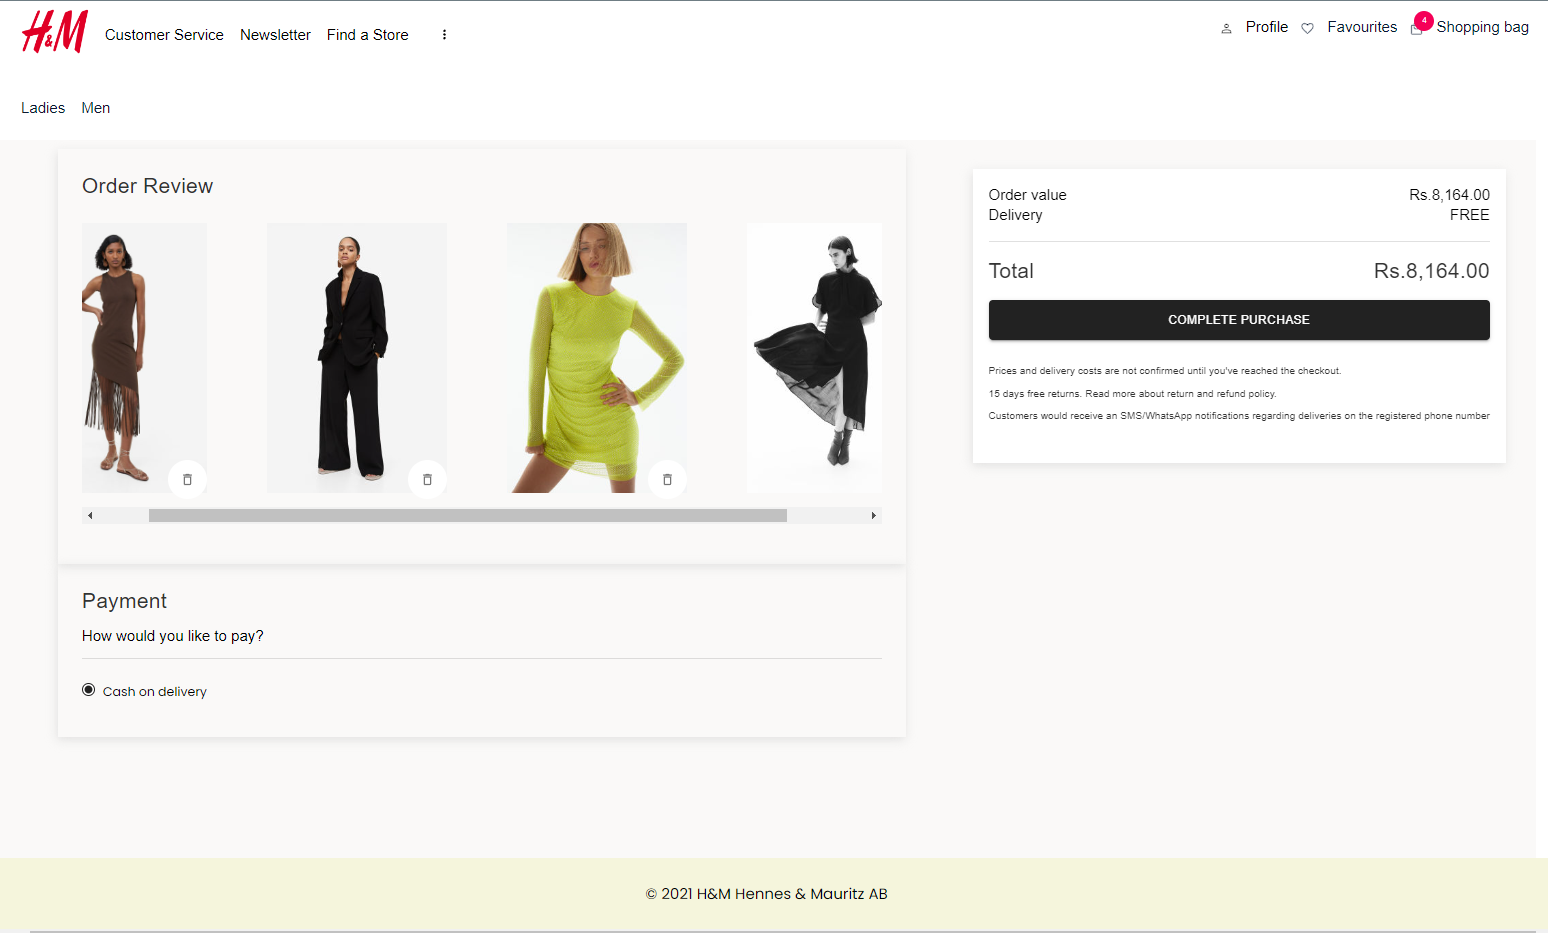 H&M
Customer Service Newsletter Find a Store
Profile Favourites 4 Shopping bag
Ladies Men
Order Review
Payment
How would you like to pay?
Cash on delivery
Order value Rs.8,164.00
Delivery FREE
Total Rs.8,164.00
COMPLETE PURCHASE
Prices and delivery costs are not confirmed until you've reached the checkout.
15 days free returns. Read more about return and refund policy.
Customers would receive an SMS/WhatsApp notifications regarding deliveries on the registered phone number
© 2021 H&M Hennes & Mauritz AB